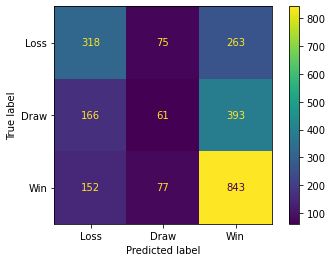 Loss 318 75 263
Draw 166 61 393
Win 152 77 843
Loss Draw Win
Predicted label
True label
800
700
600
500
400
300
200
100